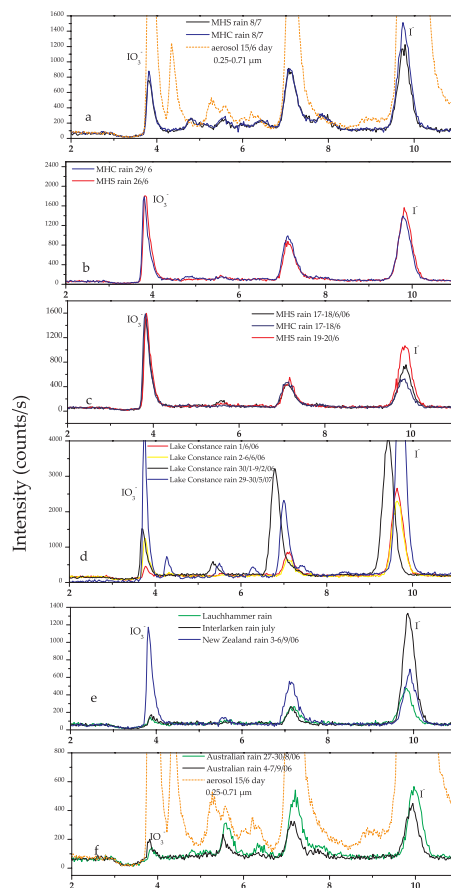 Intensity (counts/s)
1600
1400
1200
1000
800
600
400
200
0
MHS rain 8/7
MHC rain 8/7
aerosol 15/6 day
0.25-0.71 µm
IO₃⁻
I⁻
a
2 4 6 8 10
2400
2000
1600
1200
800
400
0
MHC rain 29/ 6
MHS rain 26/6
IO₃⁻
I⁻
b
2 4 6 8 10
1600
1200
800
400
0
MHS rain 17-18/6/06
MHC rain 17-18/6
MHS rain 19-20/6
IO₃⁻
I⁻
c
2 4 6 8 10
4000
3000
2000
1000
0
Lake Constance rain 1/6/06
Lake Constance rain 2-6/6/06
Lake Constance rain 30/1-9/2/06
Lake Constance rain 29-30/5/07
IO₃⁻
I⁻
d
2 4 6 8 10
1400
1200
1000
800
600
400
200
0
Lauchhammer rain
Interlarken rain july
New Zealand rain 3-6/9/06
IO₃⁻
I⁻
e
2 4 6 8 10
800
600
400
200
0
Australian rain 27-30/8/06
Australian rain 4-7/9/06
aerosol 15/6 day
0.25-0.71 µm
IO₃⁻
I⁻
f
2 4 6 8 10